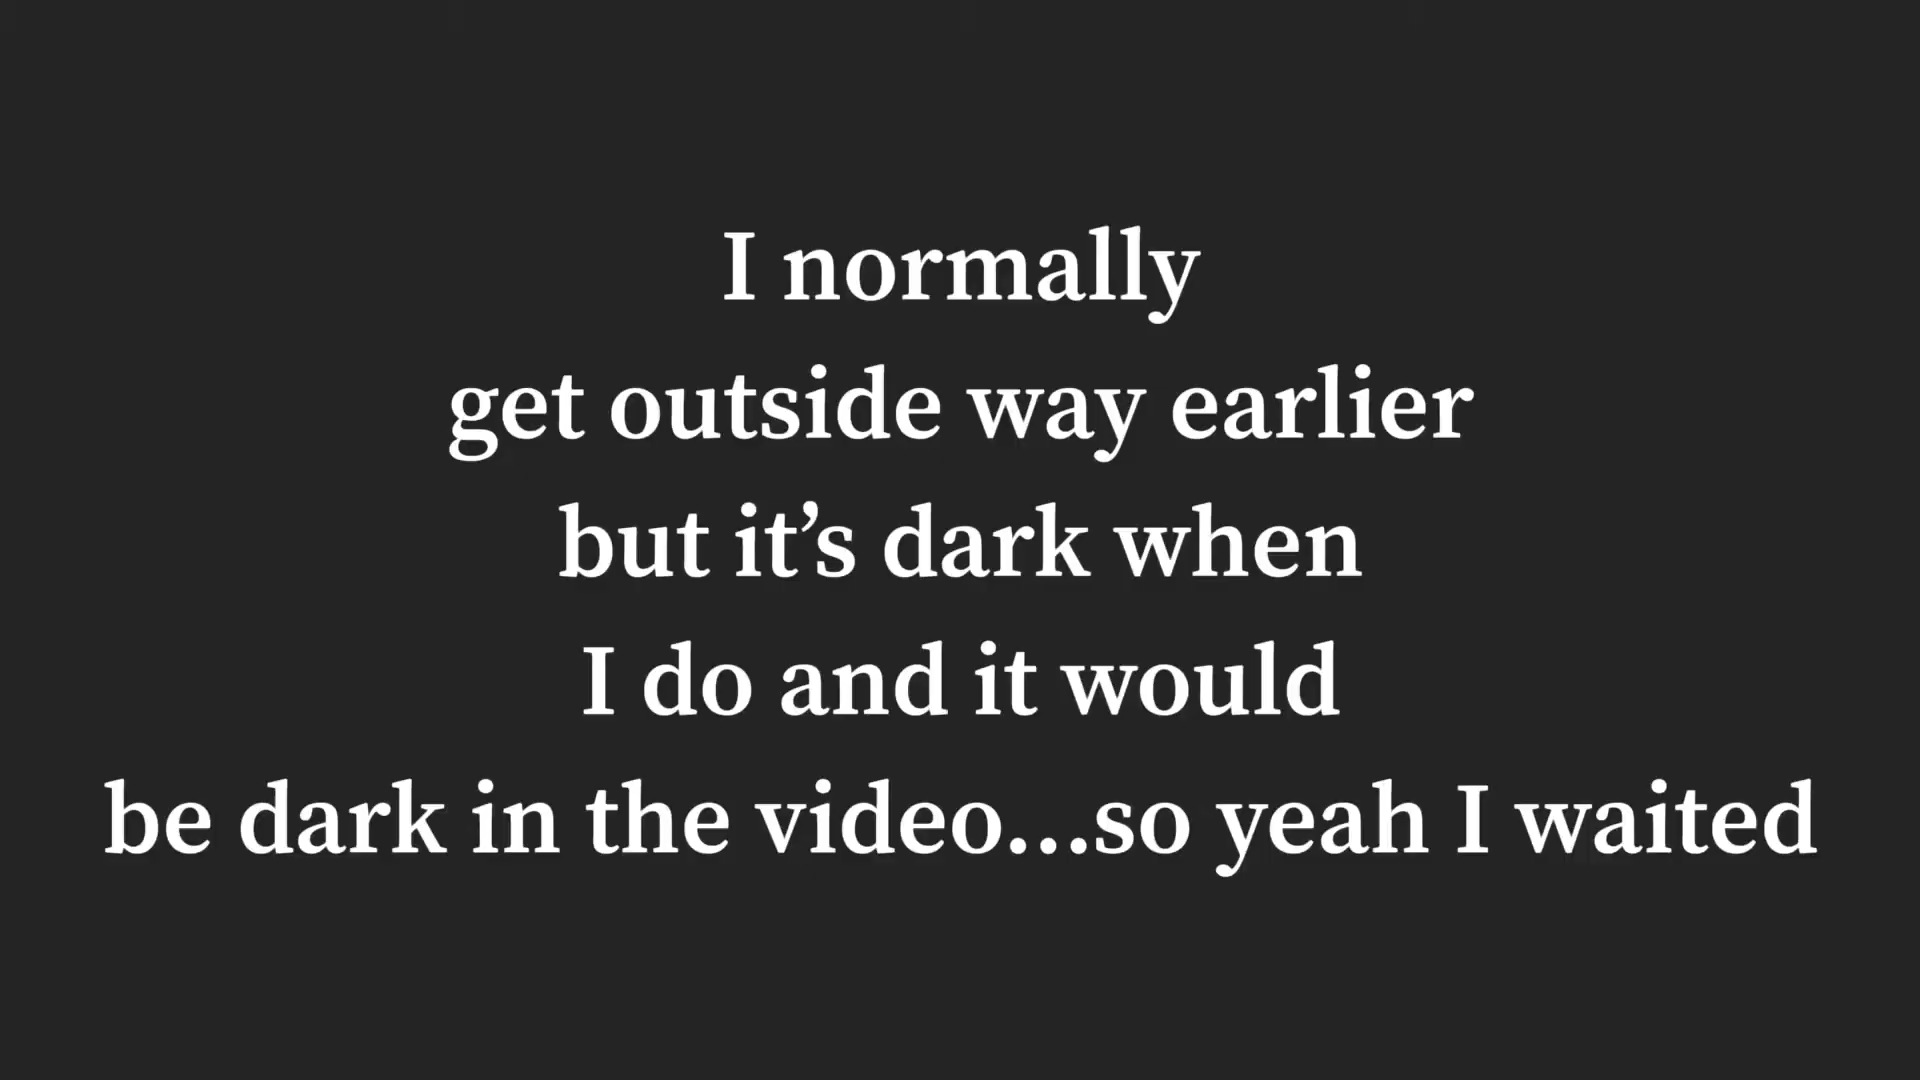 I normally
get outside way earlier
but it’s dark when
I do and it would
be dark in the video...so yeah I waited